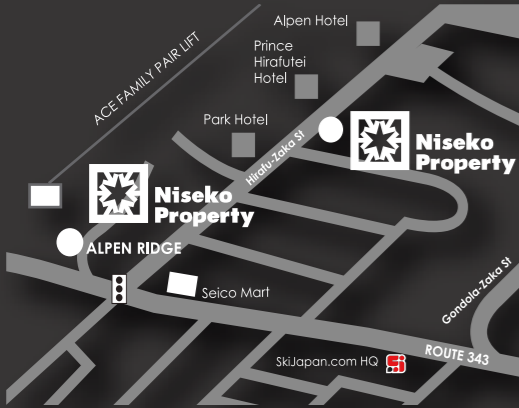 Alpen Hotel
Prince
Hirafutei
Hotel
ACE FAMILY PAIR LIFT
Park Hotel
Hirafu-Zaka St
Niseko
Property
Niseko
Property
ALPEN RIDGE
Seico Mart
Gondola-Zaka St
ROUTE 343
SkiJapan.com HQ
SJ